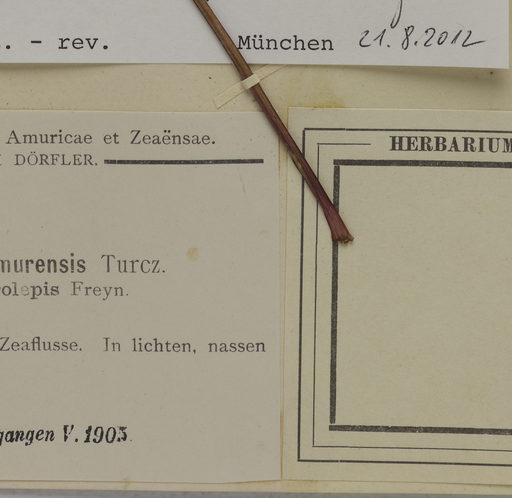 . - rev. München 21.8.2012
Amuricae et Zeaënsae.
DÖRFLER.
murensis Turcz.
olepis Freyn.
Zeaflusse. In lichten, nassen
gangen V. 1903.
HERBARIUM